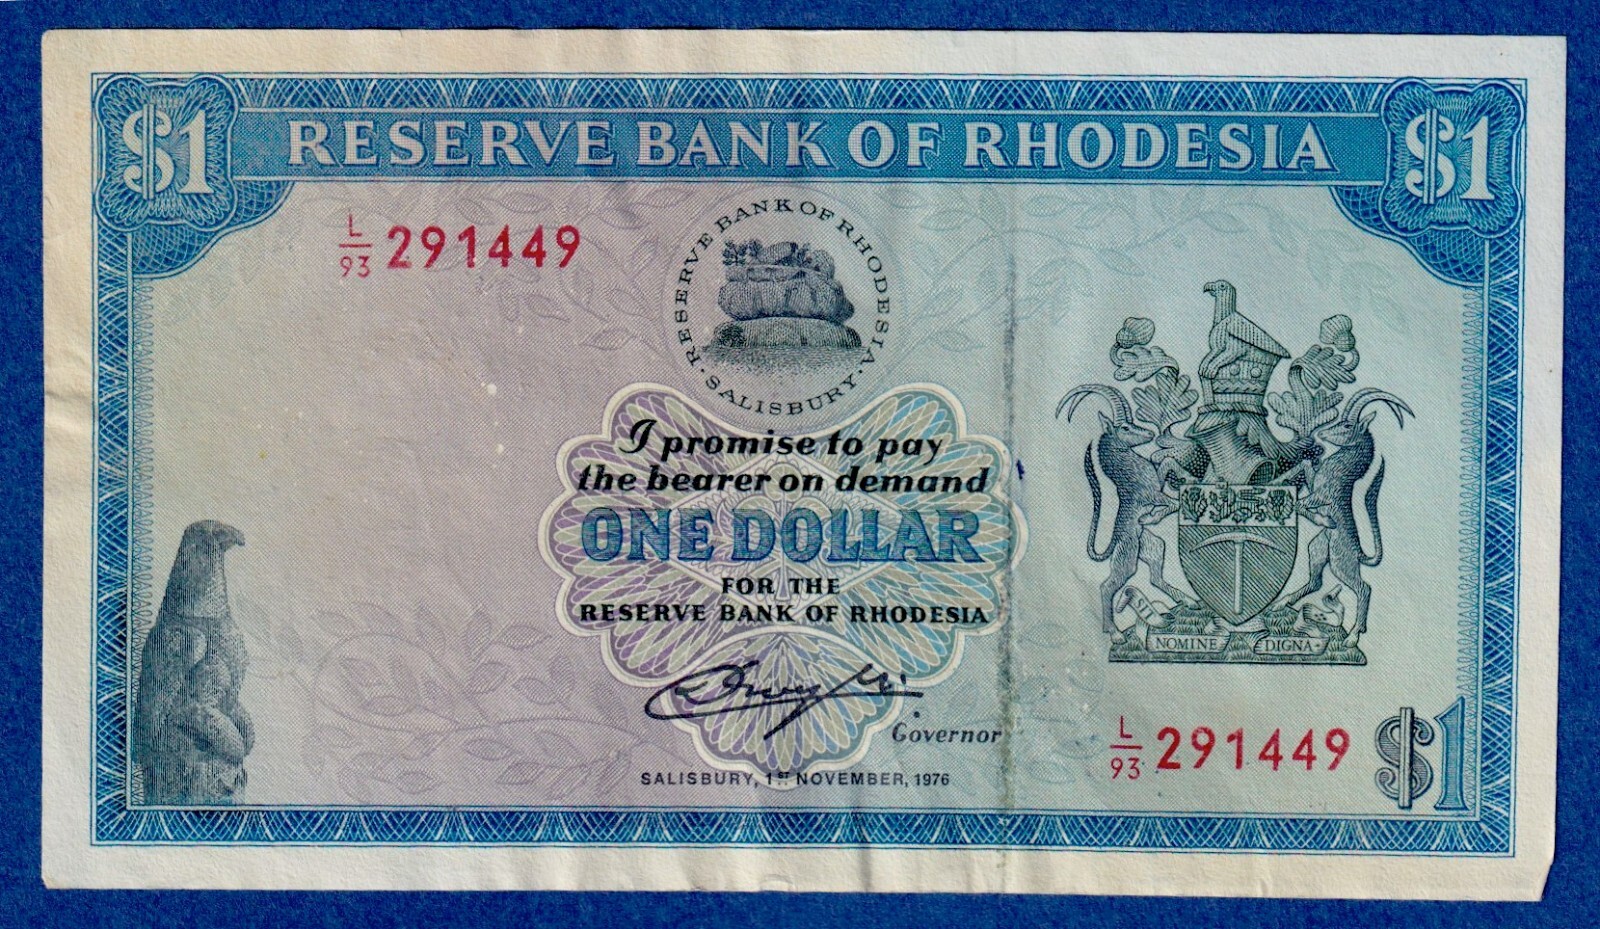 $1
RESERVE BANK OF RHODESIA
$1
L/93 291449
RESERVE BANK OF RHODESIA
· SALISBURY ·
I promise to pay
the bearer on demand
ONE DOLLAR
FOR THE
RESERVE BANK OF RHODESIA
Governor
SALISBURY, 1ST NOVEMBER, 1976
SIT
NOMINE
DIGNA
L/93 291449
$1